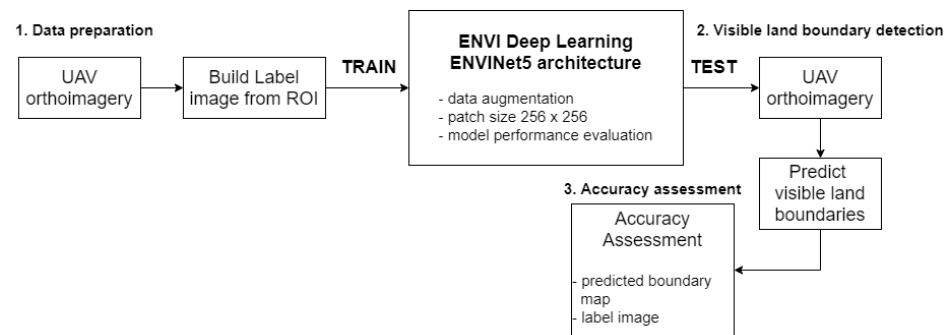 1. Data preparation
UAV
orthoimagery
Build Label
image from ROI
TRAIN
ENVI Deep Learning
ENVINet5 architecture
- data augmentation
- patch size 256 x 256
- model performance evaluation
TEST
2. Visible land boundary detection
UAV
orthoimagery
Predict
visible land
boundaries
3. Accuracy assessment
Accuracy
Assessment
- predicted boundary
map
- label image